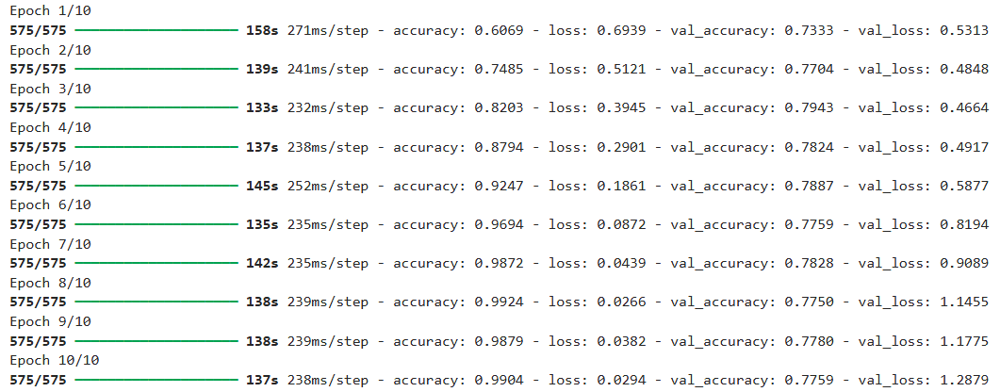 Epoch 1/10
575/575 ━━━━━━━━━━━━━━━━━━━━ 158s 271ms/step - accuracy: 0.6069 - loss: 0.6939 - val_accuracy: 0.7333 - val_loss: 0.5313
Epoch 2/10
575/575 ━━━━━━━━━━━━━━━━━━━━ 139s 241ms/step - accuracy: 0.7485 - loss: 0.5121 - val_accuracy: 0.7704 - val_loss: 0.4848
Epoch 3/10
575/575 ━━━━━━━━━━━━━━━━━━━━ 133s 232ms/step - accuracy: 0.8203 - loss: 0.3945 - val_accuracy: 0.7943 - val_loss: 0.4664
Epoch 4/10
575/575 ━━━━━━━━━━━━━━━━━━━━ 137s 238ms/step - accuracy: 0.8794 - loss: 0.2901 - val_accuracy: 0.7824 - val_loss: 0.4917
Epoch 5/10
575/575 ━━━━━━━━━━━━━━━━━━━━ 145s 252ms/step - accuracy: 0.9247 - loss: 0.1861 - val_accuracy: 0.7887 - val_loss: 0.5877
Epoch 6/10
575/575 ━━━━━━━━━━━━━━━━━━━━ 135s 235ms/step - accuracy: 0.9694 - loss: 0.0872 - val_accuracy: 0.7759 - val_loss: 0.8194
Epoch 7/10
575/575 ━━━━━━━━━━━━━━━━━━━━ 142s 235ms/step - accuracy: 0.9872 - loss: 0.0439 - val_accuracy: 0.7828 - val_loss: 0.9089
Epoch 8/10
575/575 ━━━━━━━━━━━━━━━━━━━━ 138s 239ms/step - accuracy: 0.9924 - loss: 0.0266 - val_accuracy: 0.7750 - val_loss: 1.1455
Epoch 9/10
575/575 ━━━━━━━━━━━━━━━━━━━━ 138s 239ms/step - accuracy: 0.9879 - loss: 0.0382 - val_accuracy: 0.7780 - val_loss: 1.1775
Epoch 10/10
575/575 ━━━━━━━━━━━━━━━━━━━━ 137s 238ms/step - accuracy: 0.9904 - loss: 0.0294 - val_accuracy: 0.7759 - val_loss: 1.2879